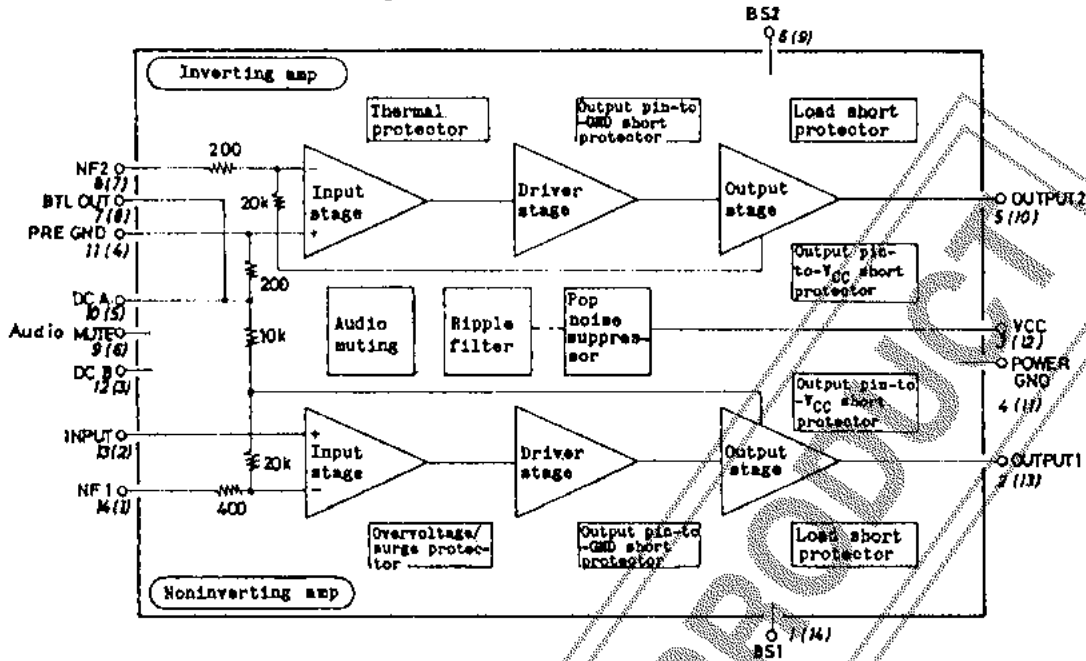 BS2
6 (9)
Inverting amp
Thermal
protector
Output pin-to
-GND short
protector
Load short
protector
NF2
8(7)
200
BTL OUT
7 (8)
20k
Input
stage
Driver
stage
Output
stage
OUTPUT2
5 (10)
PRE GND
11 (4)
200
Output pin-
to-VCC short
protector
DC A
10 (5)
10k
Audio
muting
Ripple
filter
Pop
noise
suppres-
sor
Audio MUTE
9 (6)
VCC
3 (12)
DC B
12 (3)
POWER
GND
4 (11)
Output pin-to
-VCC short
protector
INPUT
13(2)
20k
Input
stage
Driver
stage
Output
stage
OUTPUT1
2 (13)
NF1
14(1)
400
Overvoltage/
surge protec-
tor
Output pin-to
-GND short
protector
Load short
protector
Noninverting amp
1 (14)
BS1
PRODUCT